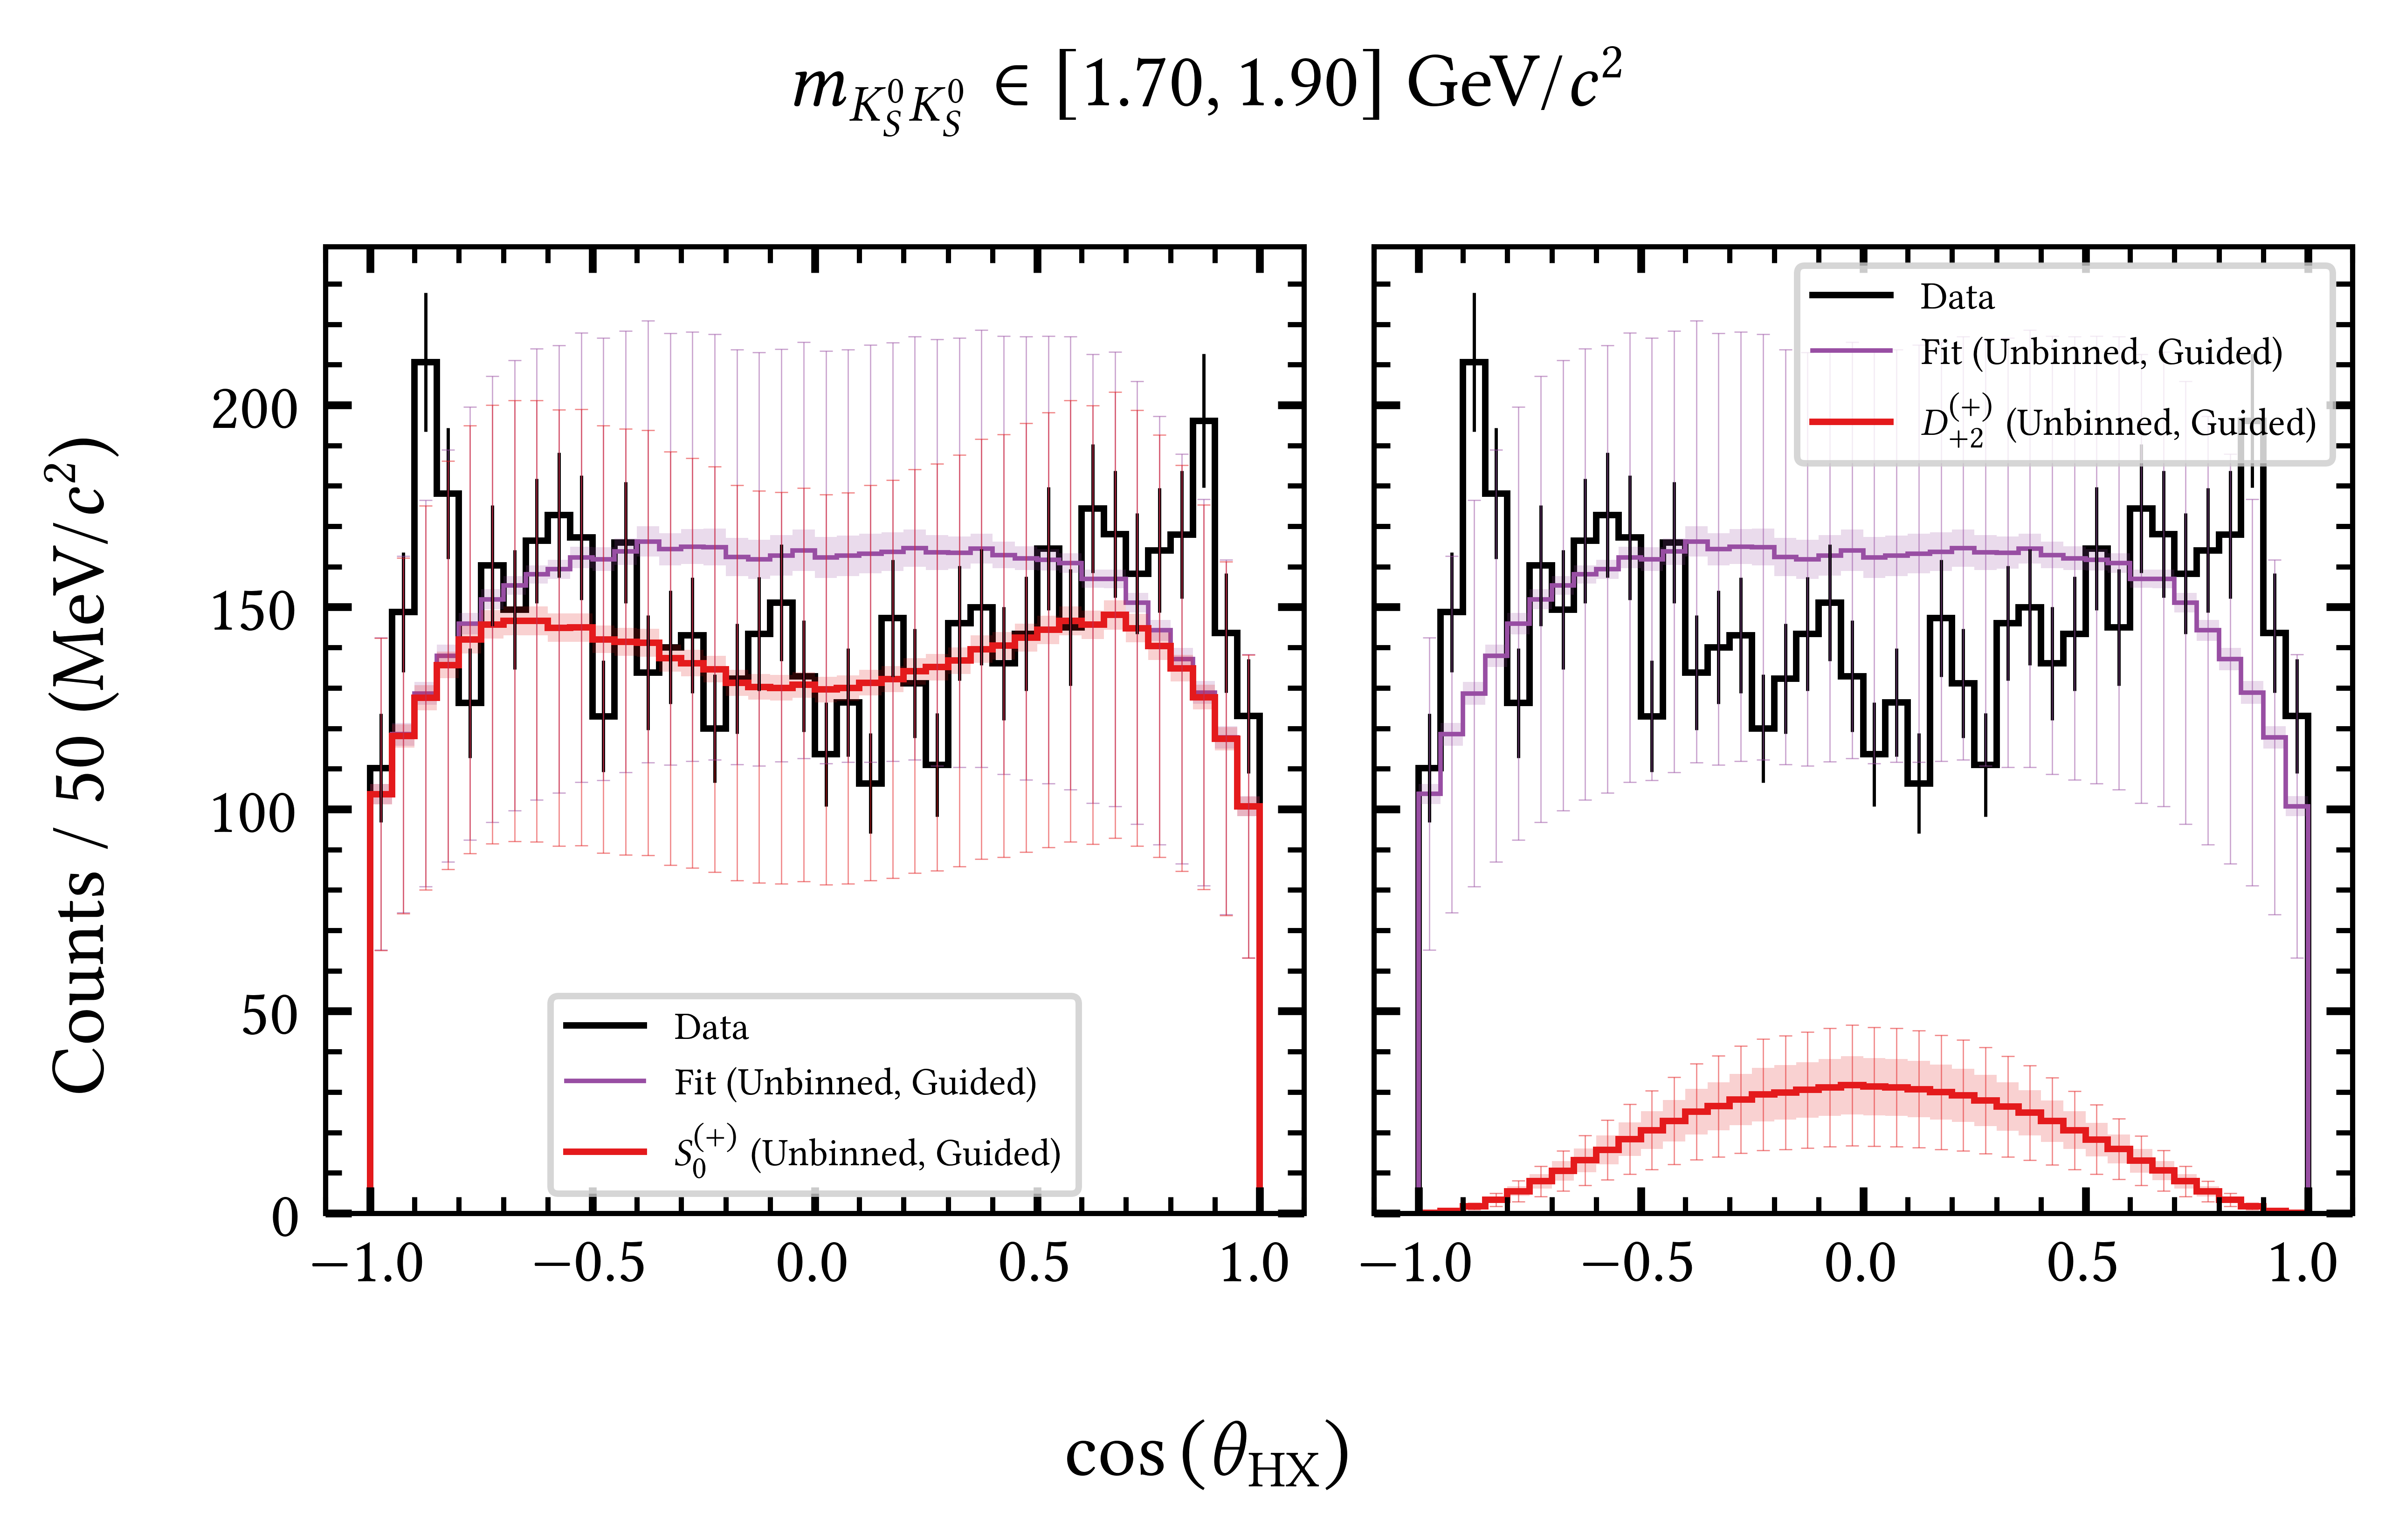 m_{K_S^0 K_S^0} ∈ [1.70, 1.90] GeV/c²
Counts / 50 (MeV/c²)
200
150
100
50
0
Data
Fit (Unbinned, Guided)
S_0^{(+)} (Unbinned, Guided)
−1.0 −0.5 0.0 0.5 1.0
Data
Fit (Unbinned, Guided)
D_{+2}^{(+)} (Unbinned, Guided)
−1.0 −0.5 0.0 0.5 1.0
cos (θ_HX)